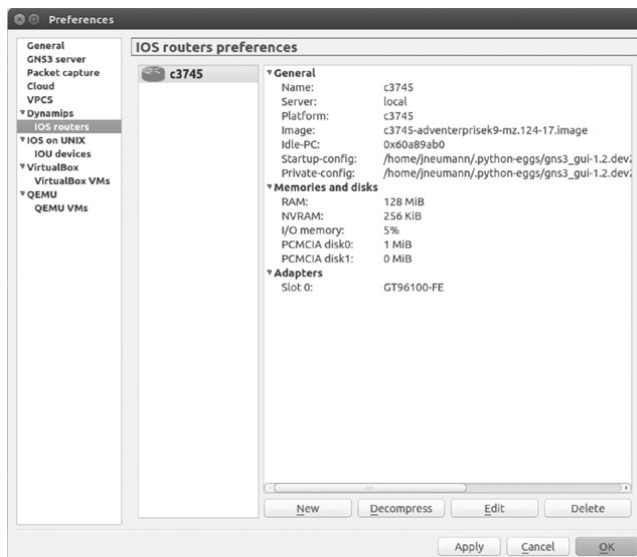 Preferences
General
GNS3 server
Packet capture
Cloud
VPCS
Dynamips
IOS routers
IOS on UNIX
IOU devices
VirtualBox
VirtualBox VMs
QEMU
QEMU VMs
IOS routers preferences
c3745
General
Name: c3745
Server: local
Platform: c3745
Image: c3745-adventerprisek9-mz.124-17.image
Idle-PC: 0x60a89ab0
Startup-config: /home/jneumann/.python-eggs/gns3_gui-1.2.dev2
Private-config: /home/jneumann/.python-eggs/gns3_gui-1.2.dev2
Memories and disks
RAM: 128 MiB
NVRAM: 256 KiB
I/O memory: 5%
PCMCIA disk0: 1 MiB
PCMCIA disk1: 0 MiB
Adapters
Slot 0: GT96100-FE
New Decompress Edit Delete
Apply Cancel OK